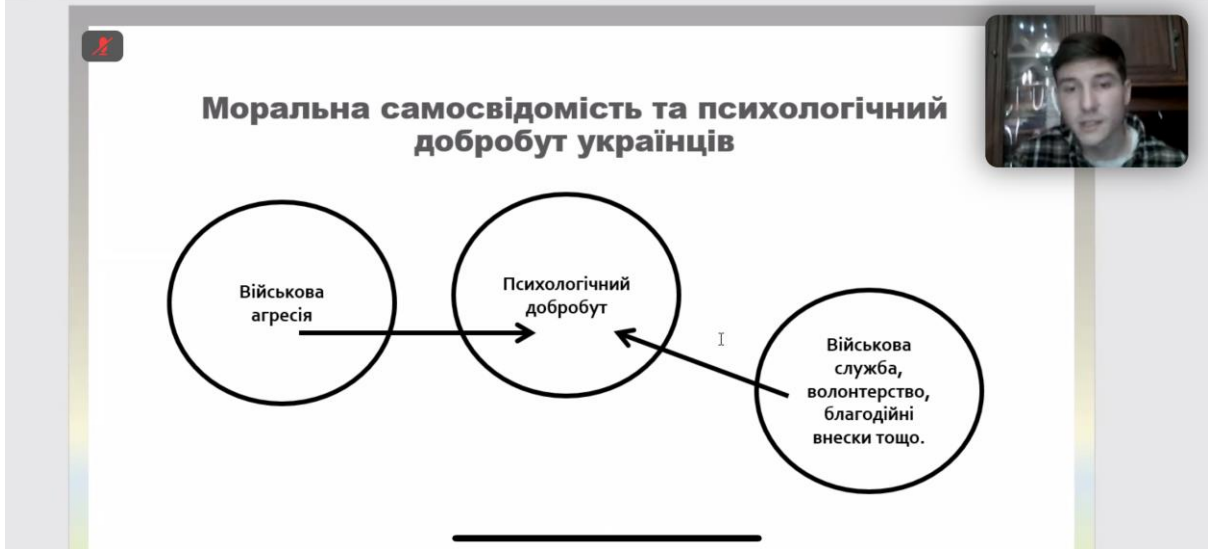 Моральна самосвідомість та психологічний
добробут українців
Військова
агресія
Психологічний
добробут
Військова
служба,
волонтерство,
благодійні
внески тощо.